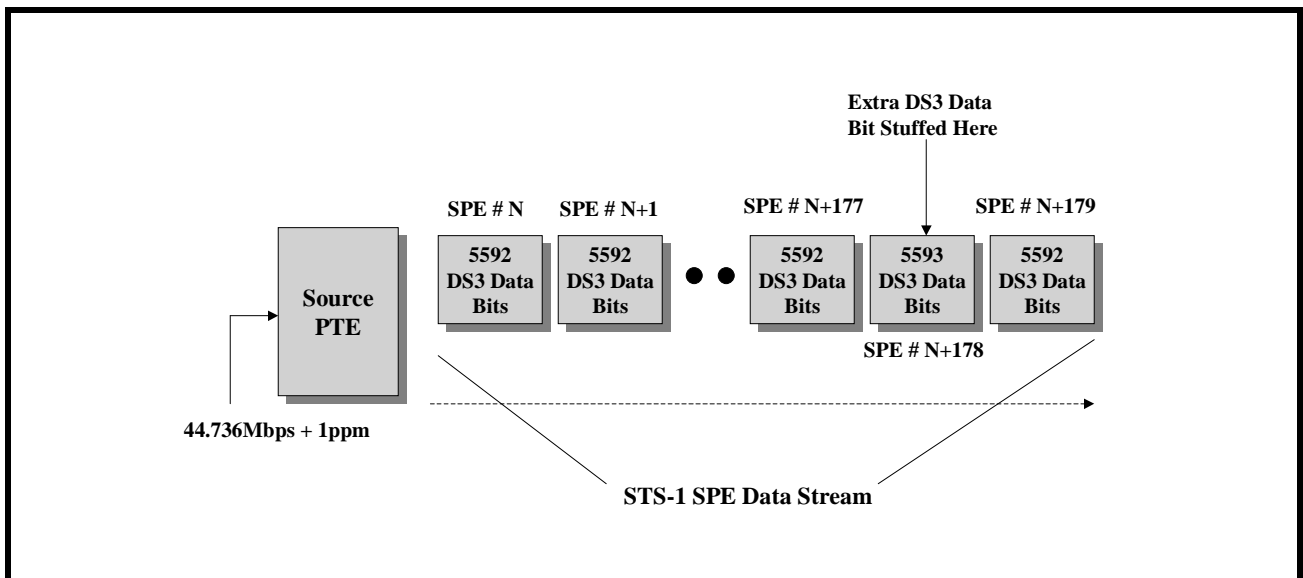 Extra DS3 Data
Bit Stuffed Here
SPE # N
SPE # N+1
SPE # N+177
SPE # N+179
Source
PTE
5592
DS3 Data
Bits
5592
DS3 Data
Bits
5592
DS3 Data
Bits
5593
DS3 Data
Bits
5592
DS3 Data
Bits
SPE # N+178
44.736Mbps + 1ppm
STS-1 SPE Data Stream